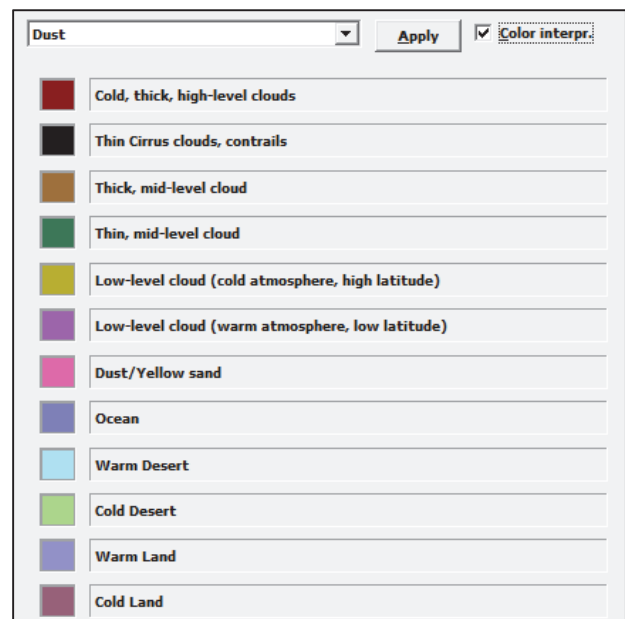 Dust Apply Color interpr.
Cold, thick, high-level clouds
Thin Cirrus clouds, contrails
Thick, mid-level cloud
Thin, mid-level cloud
Low-level cloud (cold atmosphere, high latitude)
Low-level cloud (warm atmosphere, low latitude)
Dust/Yellow sand
Ocean
Warm Desert
Cold Desert
Warm Land
Cold Land